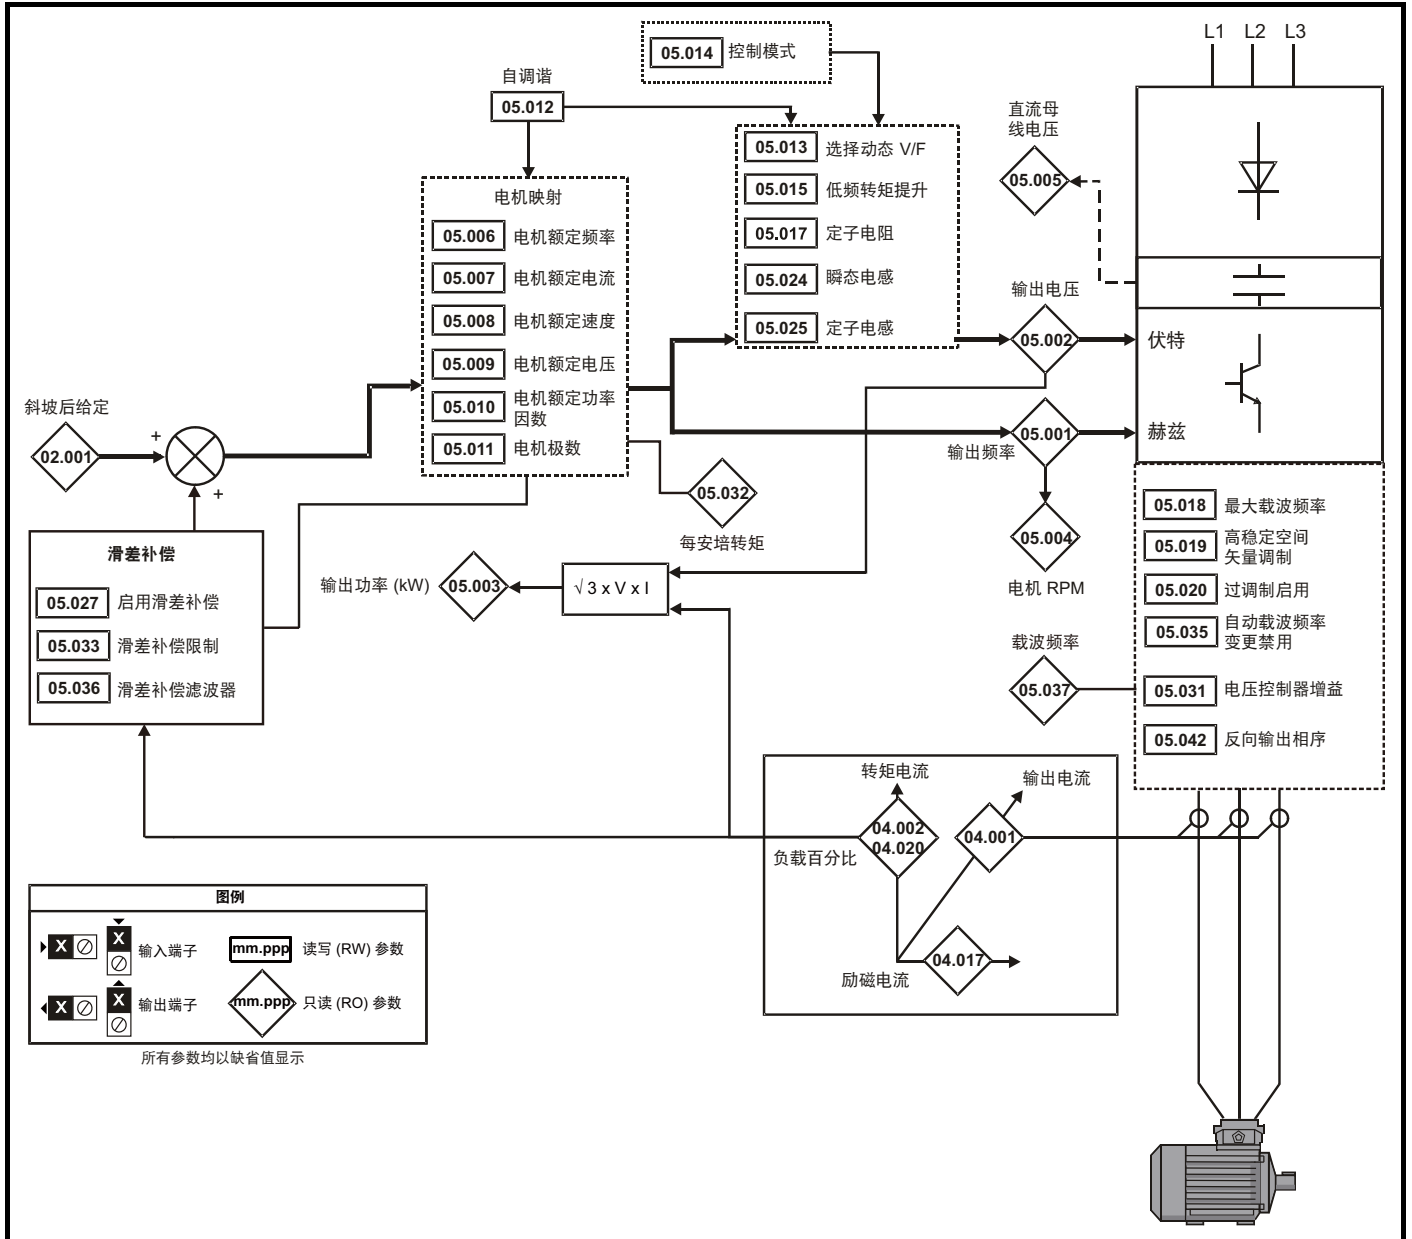 L1 L2 L3
05.014 控制模式
自调谐
05.012
直流母
线电压
05.005
05.013 选择动态 V/F
05.015 低频转矩提升
05.017 定子电阻
05.024 瞬态电感
05.025 定子电感
电机映射
05.006 电机额定频率
05.007 电机额定电流
05.008 电机额定速度
05.009 电机额定电压
05.010 电机额定功率
因数
05.011 电机极数
输出电压
05.002
伏特
05.001
输出频率
赫兹
斜坡后给定
02.001
+
+
05.032
每安培转矩
05.004
电机 RPM
滑差补偿
05.027 启用滑差补偿
05.033 滑差补偿限制
05.036 滑差补偿滤波器
输出功率 (kW)
05.003
√3 x V x I
05.018 最大载波频率
05.019 高稳定空间
矢量调制
05.020 过调制启用
05.035 自动载波频率
变更禁用
05.031 电压控制器增益
05.042 反向输出相序
载波频率
05.037
转矩电流
输出电流
04.002
04.020
04.001
负载百分比
04.017
励磁电流
图例
X X 输入端子
mm.ppp 读写 (RW) 参数
X X 输出端子
mm.ppp 只读 (RO) 参数
所有参数均以缺省值显示